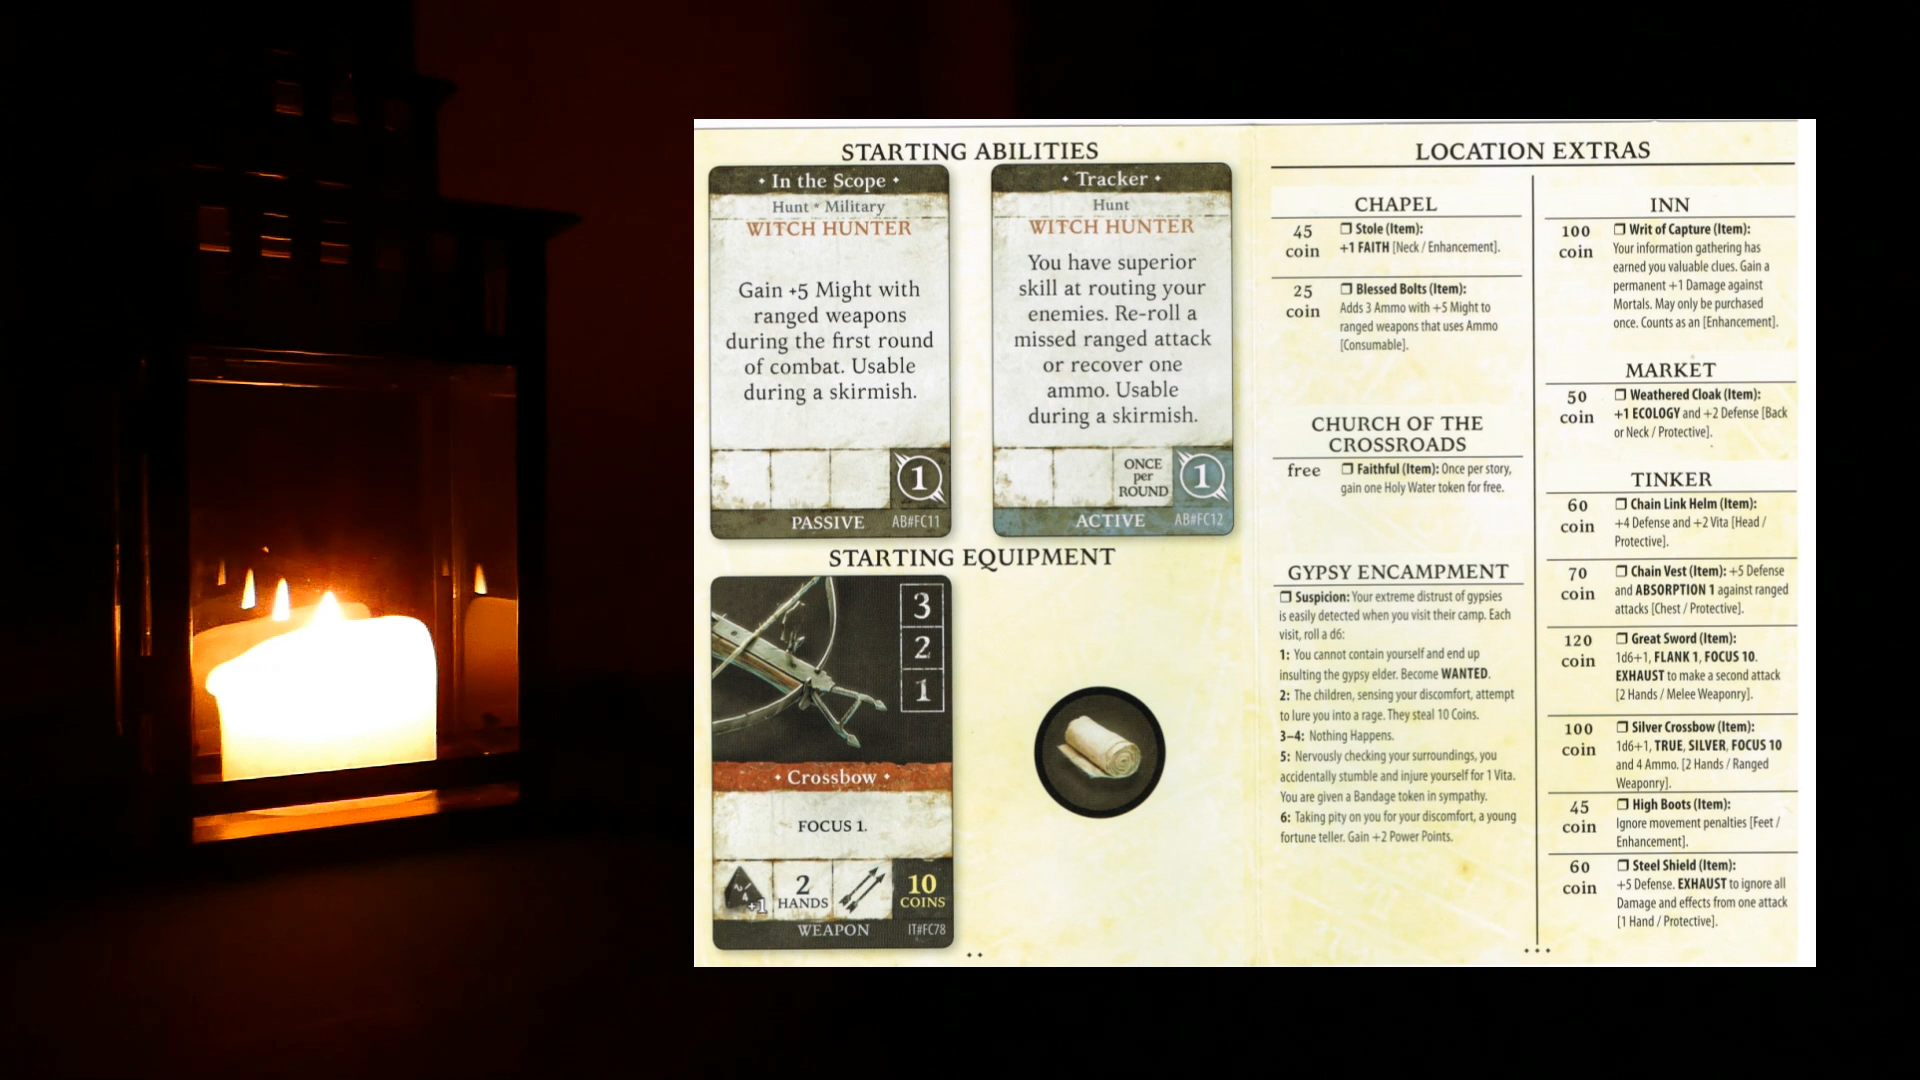 STARTING ABILITIES
• In the Scope •
Hunt • Military
WITCH HUNTER
Gain +5 Might with
ranged weapons
during the first round
of combat. Usable
during a skirmish.
1
PASSIVE AB#FC11
• Tracker •
Hunt
WITCH HUNTER
You have superior
skill at routing your
enemies. Re-roll a
missed ranged attack
or recover one
ammo. Usable
during a skirmish.
ONCE
per
ROUND
1
ACTIVE AB#FC12
STARTING EQUIPMENT
3
2
1
• Crossbow •
FOCUS 1.
+1
2
HANDS
10
COINS
WEAPON IT#FC78
LOCATION EXTRAS
CHAPEL
45
coin
❒ Stole (Item):
+1 FAITH [Neck / Enhancement].
25
coin
❒ Blessed Bolts (Item):
Adds 3 Ammo with +5 Might to
ranged weapons that uses Ammo
[Consumable].
CHURCH OF THE
CROSSROADS
free
❒ Faithful (Item): Once per story,
gain one Holy Water token for free.
GYPSY ENCAMPMENT
❒ Suspicion: Your extreme distrust of gypsies
is easily detected when you visit their camp. Each
visit, roll a d6:
1: You cannot contain yourself and end up
insulting the gypsy elder. Become WANTED.
2: The children, sensing your discomfort, attempt
to lure you into a rage. They steal 10 Coins.
3–4: Nothing Happens.
5: Nervously checking your surroundings, you
accidentally stumble and injure yourself for 1 Vita.
You are given a Bandage token in sympathy.
6: Taking pity on you for your discomfort, a young
fortune teller. Gain +2 Power Points.
INN
100
coin
❒ Writ of Capture (Item):
Your information gathering has
earned you valuable clues. Gain a
permanent +1 Damage against
Mortals. May only be purchased
once. Counts as an [Enhancement].
MARKET
50
coin
❒ Weathered Cloak (Item):
+1 ECOLOGY and +2 Defense [Back
or Neck / Protective].
TINKER
60
coin
❒ Chain Link Helm (Item):
+4 Defense and +2 Vita [Head /
Protective].
70
coin
❒ Chain Vest (Item): +5 Defense
and ABSORPTION 1 against ranged
attacks [Chest / Protective].
120
coin
❒ Great Sword (Item):
1d6+1, FLANK 1, FOCUS 10.
EXHAUST to make a second attack
[2 Hands / Melee Weaponry].
100
coin
❒ Silver Crossbow (Item):
1d6+1, TRUE, SILVER, FOCUS 10
and 4 Ammo. [2 Hands / Ranged
Weaponry].
45
coin
❒ High Boots (Item):
Ignore movement penalties [Feet /
Enhancement].
60
coin
❒ Steel Shield (Item):
+5 Defense. EXHAUST to ignore all
Damage and effects from one attack
[1 Hand / Protective].